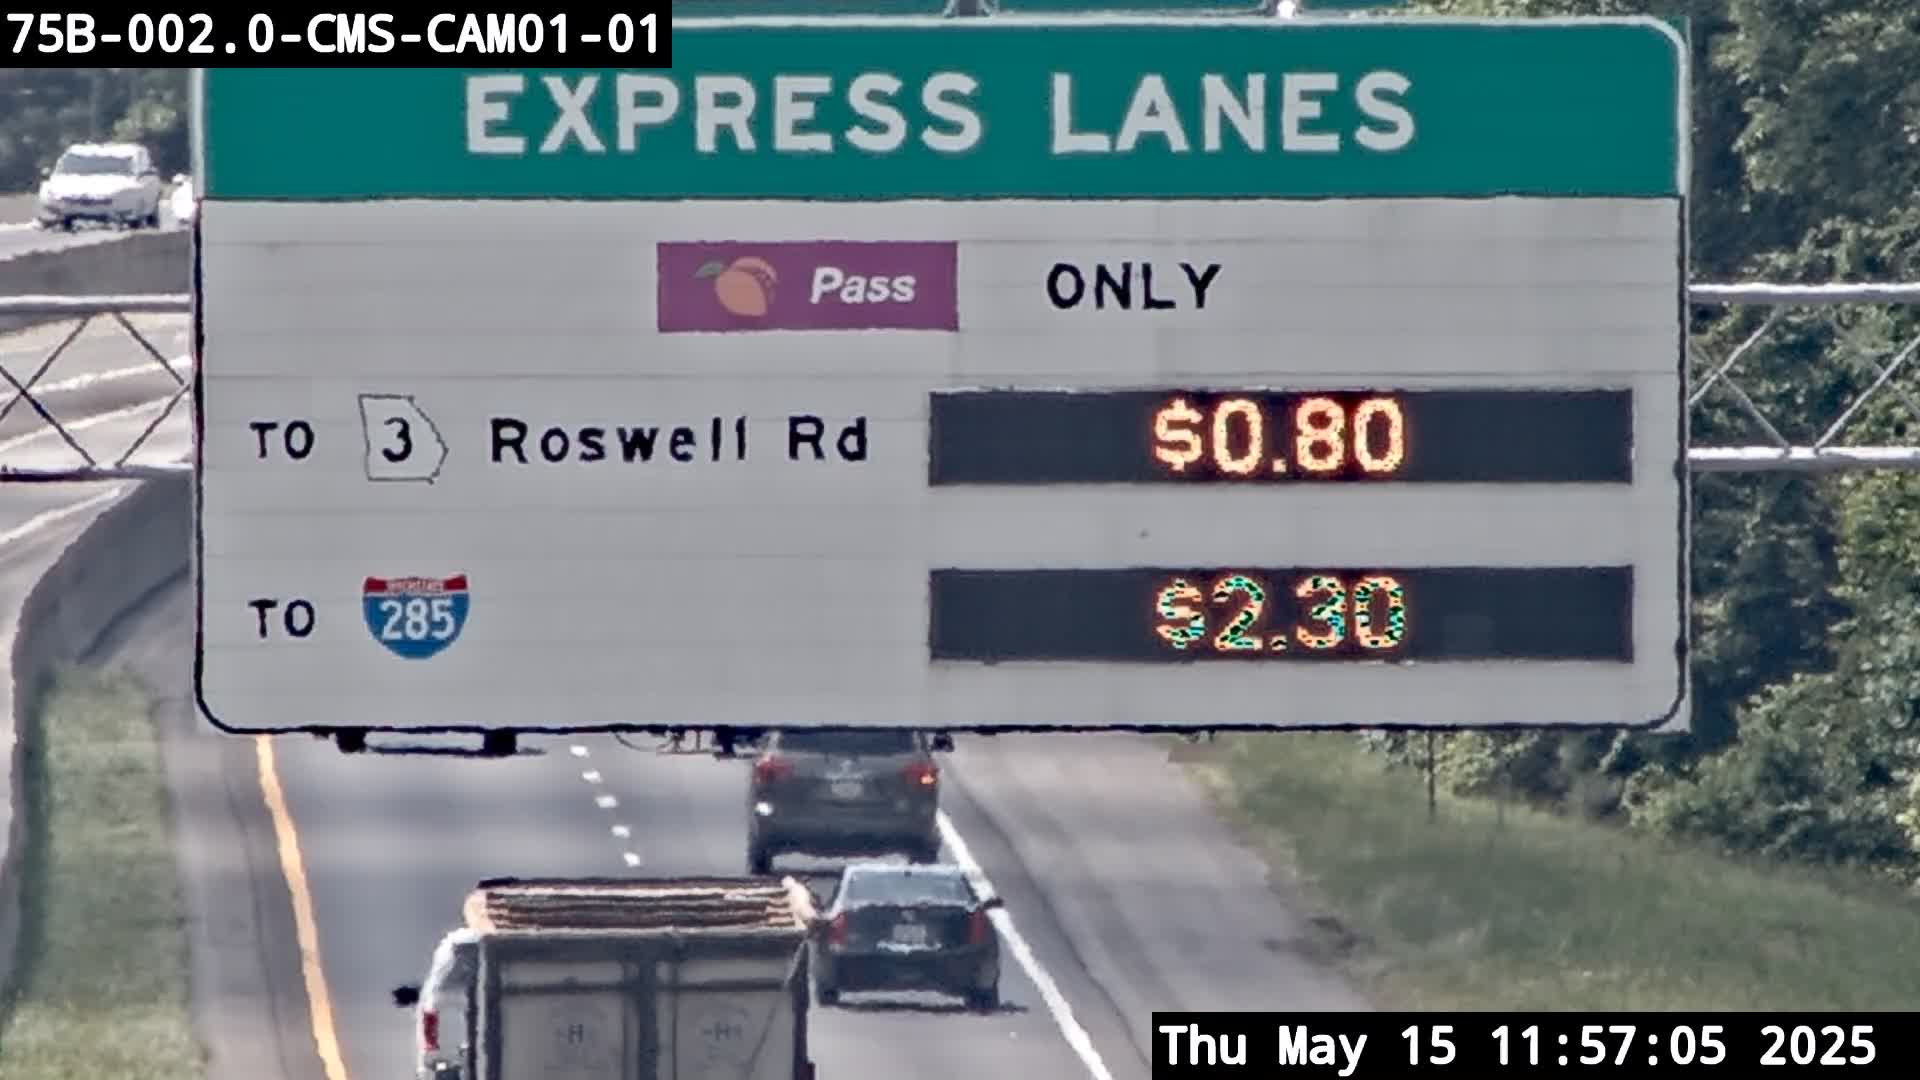 75B-002.0-CMS-CAM01-01
EXPRESS LANES
Pass ONLY
TO 3 Roswell Rd $0.80
TO INTERSTATE 285 $2.30
-H- -H-
Thu May 15 11:57:05 2025